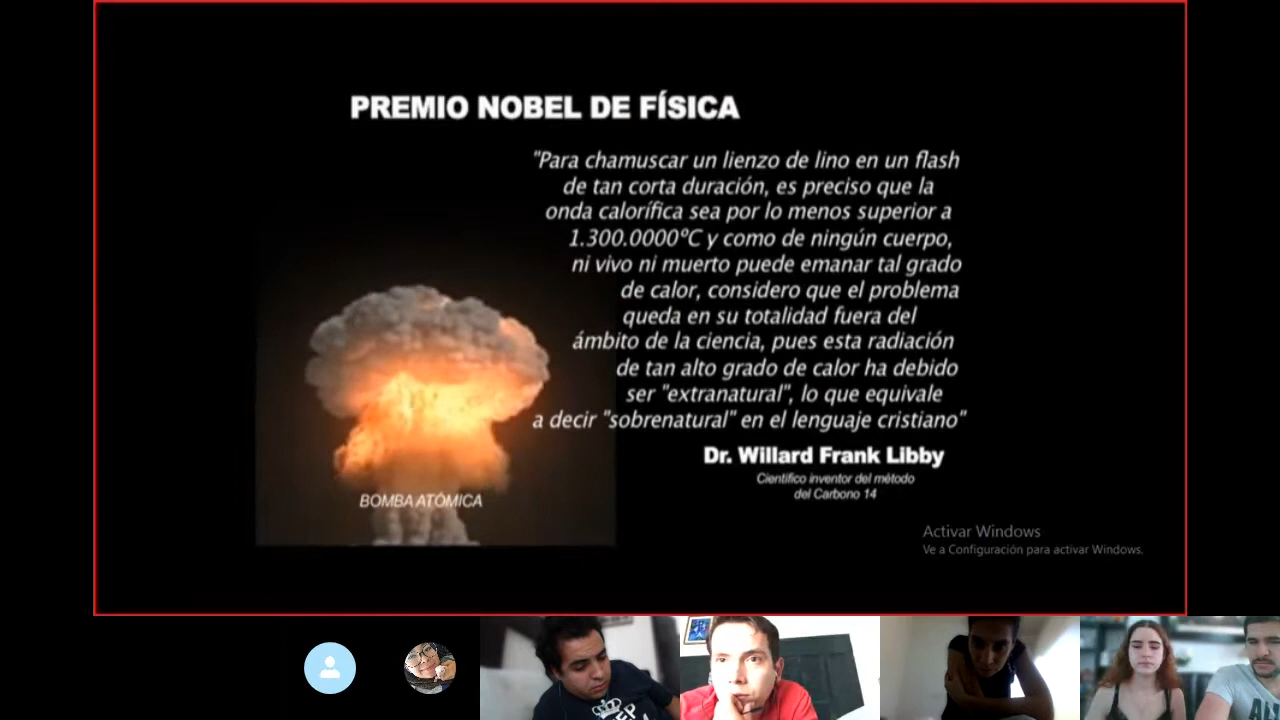 PREMIO NOBEL DE FÍSICA
"Para chamuscar un lienzo de lino en un flash
de tan corta duración, es preciso que la
onda calorífica sea por lo menos superior a
1.300.0000°C y como de ningún cuerpo,
ni vivo ni muerto puede emanar tal grado
de calor, considero que el problema
queda en su totalidad fuera del
ámbito de la ciencia, pues esta radiación
de tan alto grado de calor ha debido
ser "extranatural", lo que equivale
a decir "sobrenatural" en el lenguaje cristiano"
Dr. Willard Frank Libby
Científico inventor del método
del Carbono 14
BOMBA ATÓMICA
Activar Windows
Ve a Configuración para activar Windows.